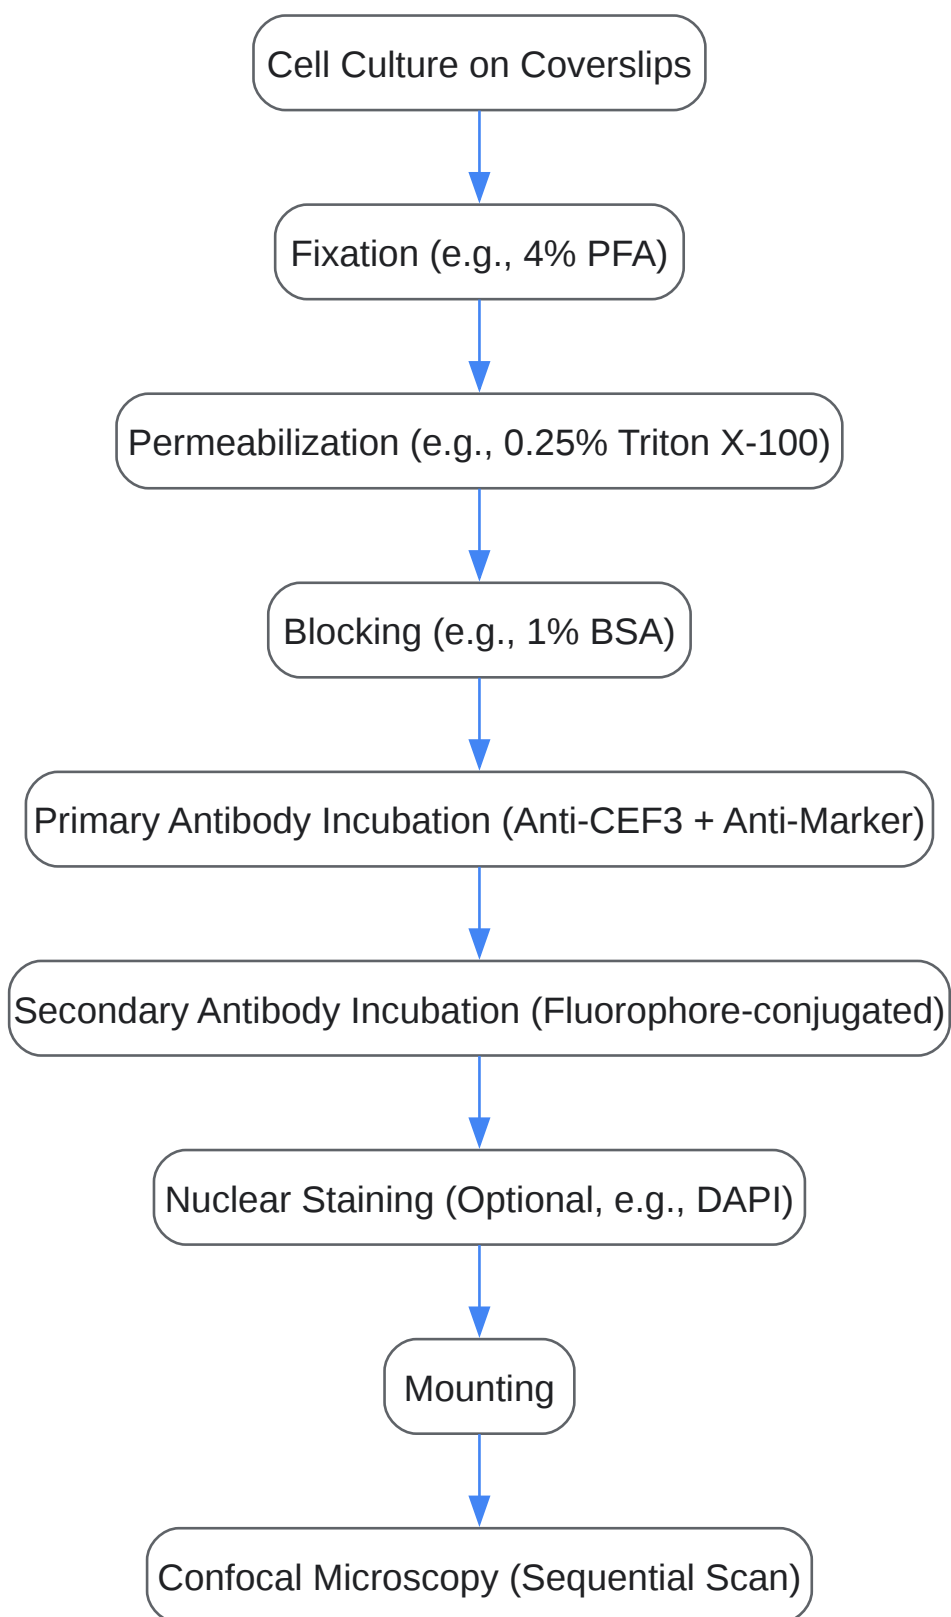 Cell Culture on Coverslips
Fixation (e.g., 4% PFA)
Permeabilization (e.g., 0.25% Triton X-100)
Blocking (e.g., 1% BSA)
Primary Antibody Incubation (Anti-CEF3 + Anti-Marker)
Secondary Antibody Incubation (Fluorophore-conjugated)
Nuclear Staining (Optional, e.g., DAPI)
Mounting
Confocal Microscopy (Sequential Scan)